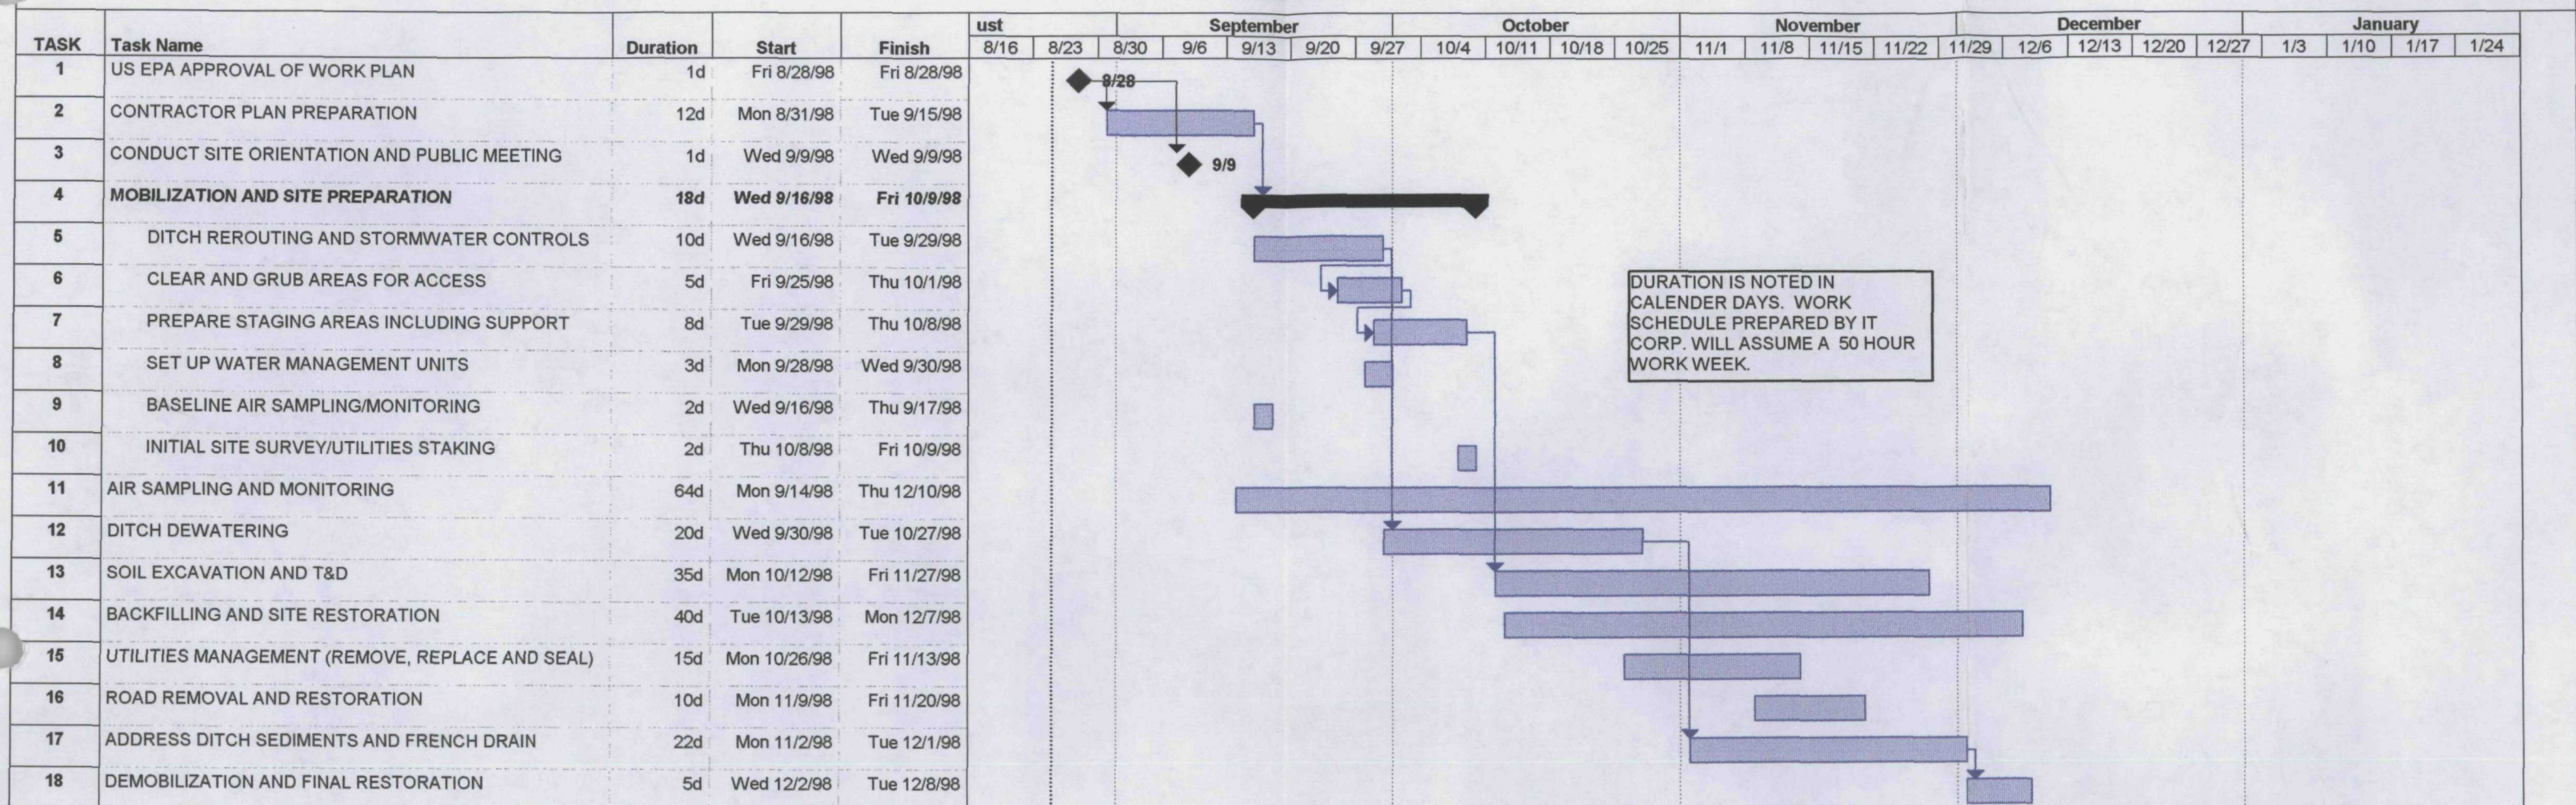 ust September October November December January
TASK Task Name Duration Start Finish 8/16 8/23 8/30 9/6 9/13 9/20 9/27 10/4 10/11 10/18 10/25 11/1 11/8 11/15 11/22 11/29 12/6 12/13 12/20 12/27 1/3 1/10 1/17 1/24
1 US EPA APPROVAL OF WORK PLAN 1d Fri 8/28/98 Fri 8/28/98 8/28
2 CONTRACTOR PLAN PREPARATION 12d Mon 8/31/98 Tue 9/15/98
3 CONDUCT SITE ORIENTATION AND PUBLIC MEETING 1d Wed 9/9/98 Wed 9/9/98 9/9
4 MOBILIZATION AND SITE PREPARATION 18d Wed 9/16/98 Fri 10/9/98
5 DITCH REROUTING AND STORMWATER CONTROLS 10d Wed 9/16/98 Tue 9/29/98
6 CLEAR AND GRUB AREAS FOR ACCESS 5d Fri 9/25/98 Thu 10/1/98
7 PREPARE STAGING AREAS INCLUDING SUPPORT 8d Tue 9/29/98 Thu 10/8/98
8 SET UP WATER MANAGEMENT UNITS 3d Mon 9/28/98 Wed 9/30/98
9 BASELINE AIR SAMPLING/MONITORING 2d Wed 9/16/98 Thu 9/17/98
10 INITIAL SITE SURVEY/UTILITIES STAKING 2d Thu 10/8/98 Fri 10/9/98
11 AIR SAMPLING AND MONITORING 64d Mon 9/14/98 Thu 12/10/98
12 DITCH DEWATERING 20d Wed 9/30/98 Tue 10/27/98
13 SOIL EXCAVATION AND T&D 35d Mon 10/12/98 Fri 11/27/98
14 BACKFILLING AND SITE RESTORATION 40d Tue 10/13/98 Mon 12/7/98
15 UTILITIES MANAGEMENT (REMOVE, REPLACE AND SEAL) 15d Mon 10/26/98 Fri 11/13/98
16 ROAD REMOVAL AND RESTORATION 10d Mon 11/9/98 Fri 11/20/98
17 ADDRESS DITCH SEDIMENTS AND FRENCH DRAIN 22d Mon 11/2/98 Tue 12/1/98
18 DEMOBILIZATION AND FINAL RESTORATION 5d Wed 12/2/98 Tue 12/8/98
DURATION IS NOTED IN
CALENDER DAYS. WORK
SCHEDULE PREPARED BY IT
CORP. WILL ASSUME A 50 HOUR
WORK WEEK.